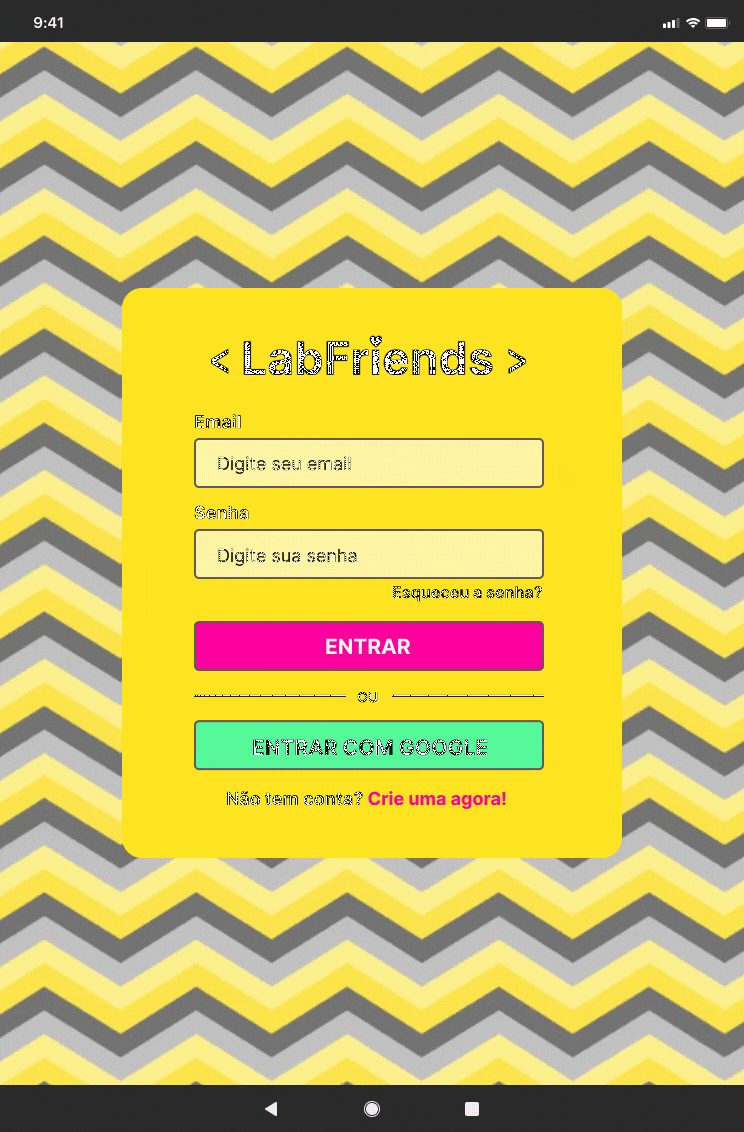 9:41
< LabFriends >
Email
Digite seu email
Senha
Digite sua senha
Esqueceu a senha?
ENTRAR
ou
ENTRAR COM GOOGLE
Não tem conta? Crie uma agora!